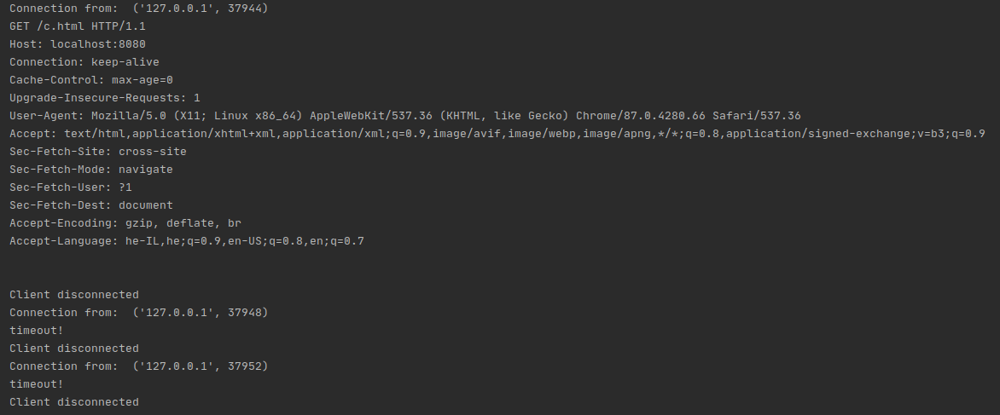 Connection from:  ('127.0.0.1', 37944)
GET /c.html HTTP/1.1
Host: localhost:8080
Connection: keep-alive
Cache-Control: max-age=0
Upgrade-Insecure-Requests: 1
User-Agent: Mozilla/5.0 (X11; Linux x86_64) AppleWebKit/537.36 (KHTML, like Gecko) Chrome/87.0.4280.66 Safari/537.36
Accept: text/html,application/xhtml+xml,application/xml;q=0.9,image/avif,image/webp,image/apng,*/*;q=0.8,application/signed-exchange;v=b3;q=0.9
Sec-Fetch-Site: cross-site
Sec-Fetch-Mode: navigate
Sec-Fetch-User: ?1
Sec-Fetch-Dest: document
Accept-Encoding: gzip, deflate, br
Accept-Language: he-IL,he;q=0.9,en-US;q=0.8,en;q=0.7
Client disconnected
Connection from:  ('127.0.0.1', 37948)
timeout!
Client disconnected
Connection from:  ('127.0.0.1', 37952)
timeout!
Client disconnected